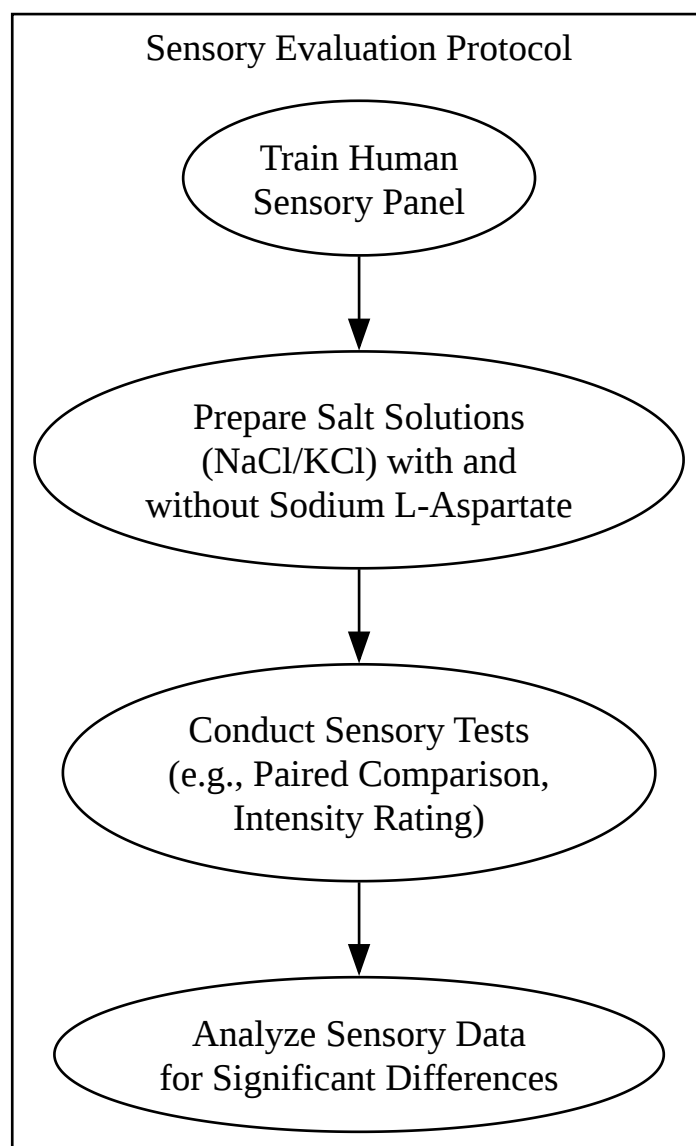 Sensory Evaluation Protocol
Train Human
Sensory Panel
Prepare Salt Solutions
(NaCl/KCl) with and
without Sodium L-Aspartate
Conduct Sensory Tests
(e.g., Paired Comparison,
Intensity Rating)
Analyze Sensory Data
for Significant Differences